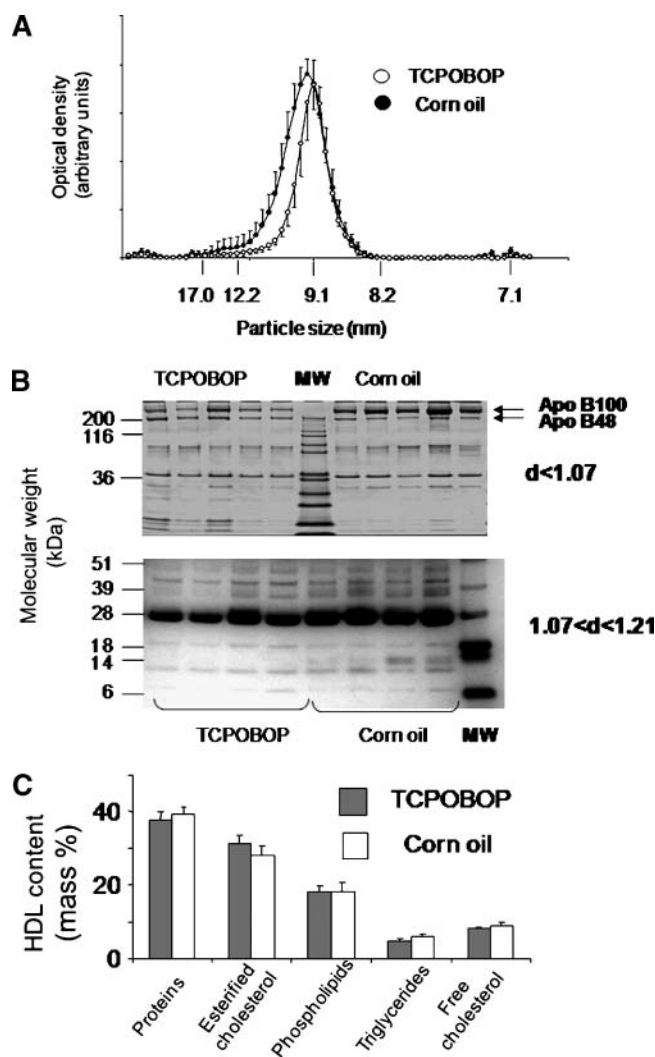 A
TCPOBOP
Corn oil
Optical density
(arbitrary units)
17.0 12.2 9.1 8.2 7.1
Particle size (nm)
B
TCPOBOP MW Corn oil
Apo B100
Apo B48
200
116
36
d<1.07
Molecular weight
(kDa)
51
39
28
18
14
6
1.07<d<1.21
TCPOBOP Corn oil MW
C
TCPOBOP
Corn oil
HDL content
(mass %)
40
20
0
Proteins
Esterified
cholesterol
Phospholipids
Triglycerides
Free
cholesterol